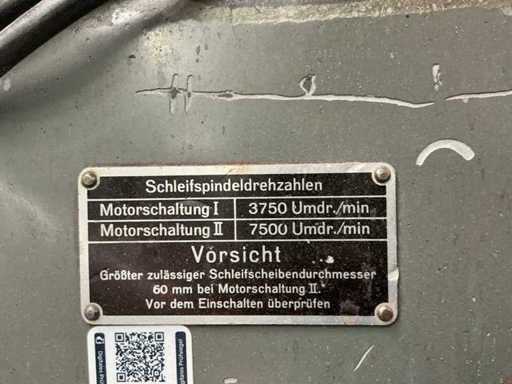 Schleifspindeldrehzahlen
Motorschaltung I 3750 Umdr./min
Motorschaltung II 7500 Umdr./min
Vorsicht
Größter zulässiger Schleifscheibendurchmesser
60 mm bei Motorschaltung II.
Vor dem Einschalten überprüfen